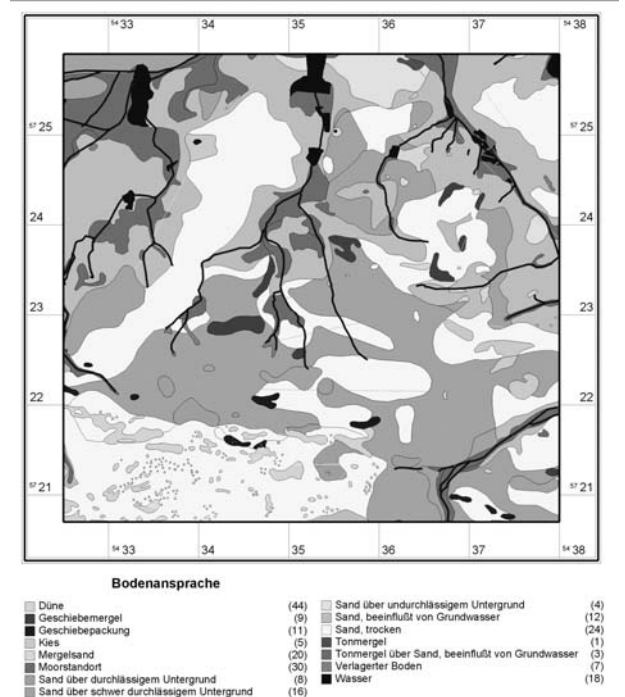 54 33 34 35 36 37 54 38
57 25 25
24 24
23 23
22 22
57 21 57 21
54 33 34 35 36 37 54 38
Bodenansprache
Düne (44)
Geschiebemergel (9)
Geschiebepackung (11)
Kies (5)
Mergelsand (20)
Moorstandort (30)
Sand über durchlässigem Untergrund (8)
Sand über schwer durchlässigem Untergrund (16)
Sand über undurchlässigem Untergrund (4)
Sand, beeinflußt von Grundwasser (12)
Sand, trocken (24)
Tonmergel (1)
Tonmergel über Sand, beeinflußt von Grundwasser (3)
Verlagerter Boden (7)
Wasser (18)